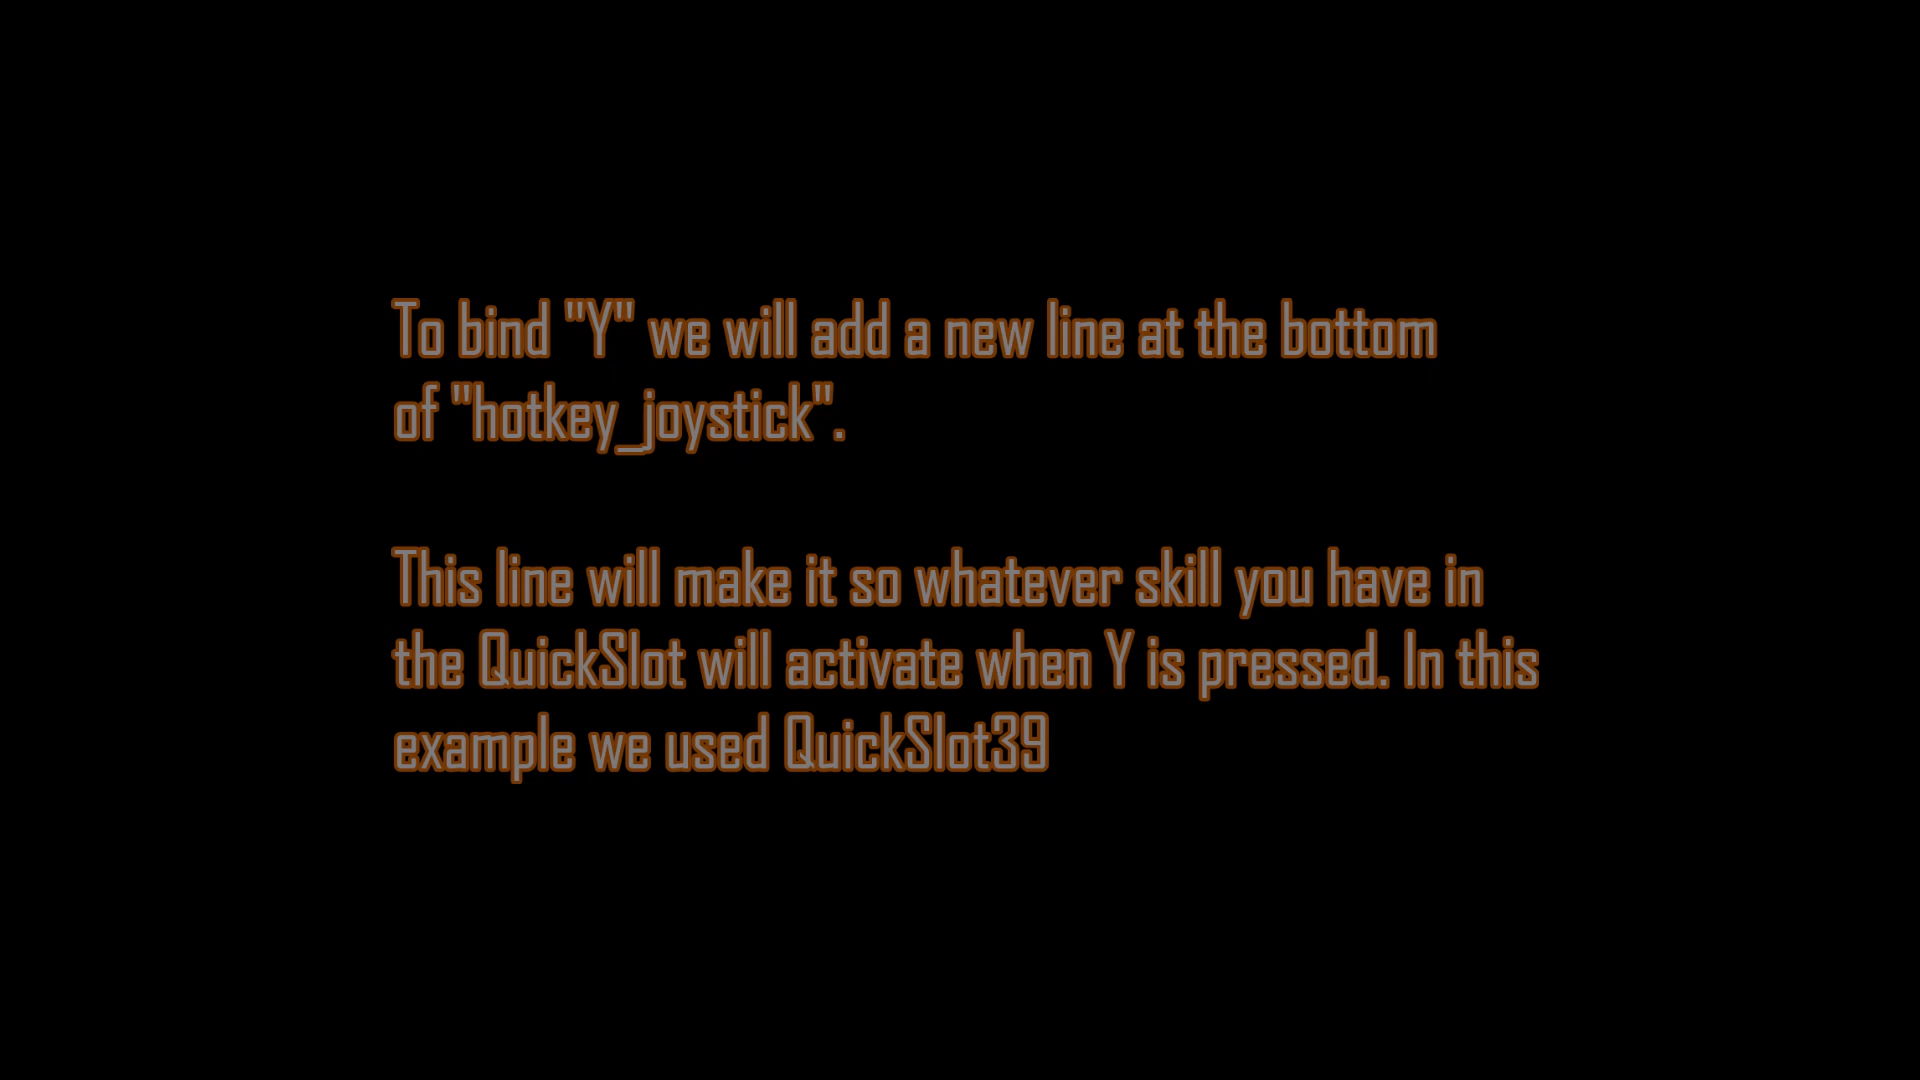 To bind "Y" we will add a new line at the bottom
of "hotkey_joystick".
This line will make it so whatever skill you have in
the QuickSlot will activate when Y is pressed. In this
example we used QuickSlot39